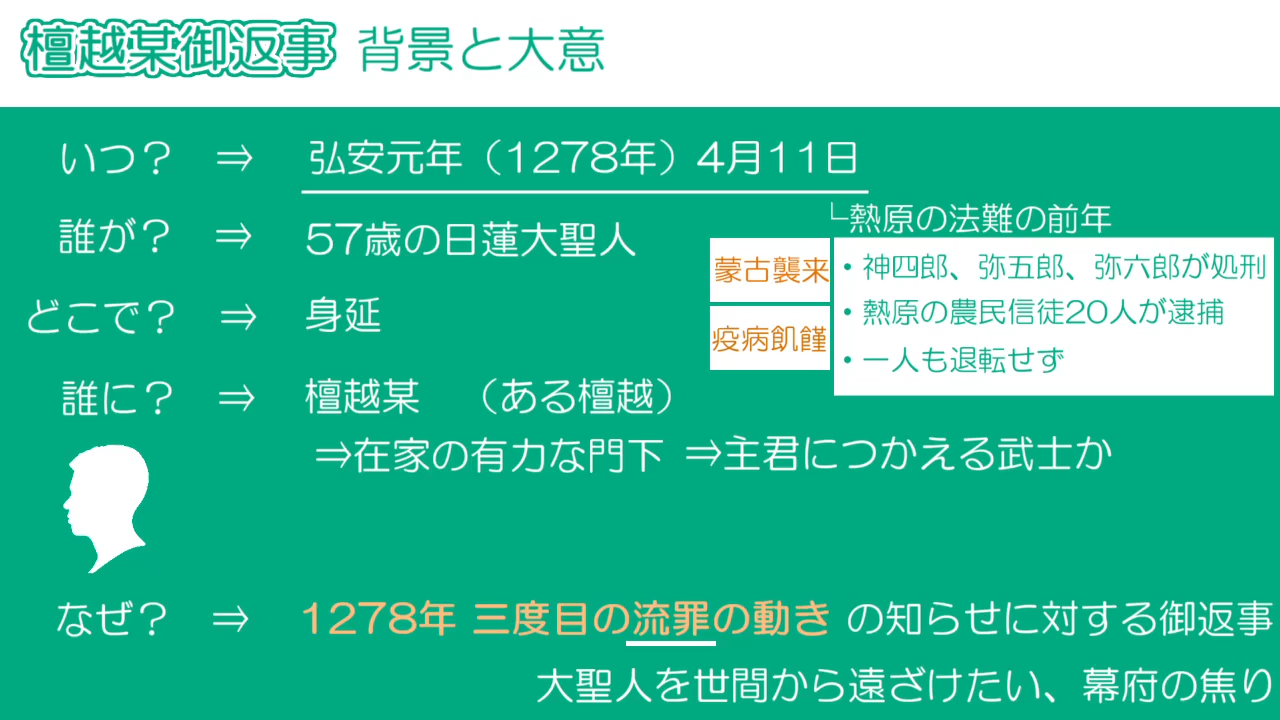 檀越某御返事 背景と大意
いつ？ ⇒ 弘安元年（1278年）4月11日
└熱原の法難の前年
誰が？ ⇒ 57歳の日蓮大聖人
蒙古襲来
疫病飢饉
・神四郎、弥五郎、弥六郎が処刑
・熱原の農民信徒20人が逮捕
・一人も退転せず
どこで？ ⇒ 身延
誰に？ ⇒ 檀越某 （ある檀越）
⇒在家の有力な門下 ⇒主君につかえる武士か
なぜ？ ⇒ 1278年 三度目の流罪の動き の知らせに対する御返事
大聖人を世間から遠ざけたい、幕府の焦り